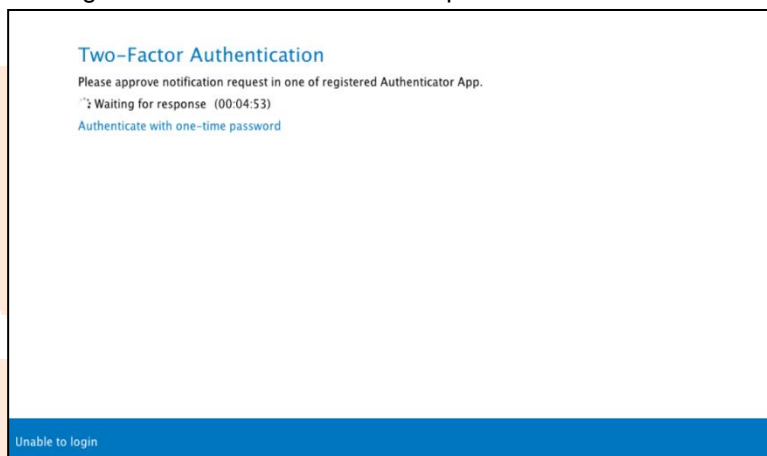 Two-Factor Authentication
Please approve notification request in one of registered Authenticator App.
Waiting for response (00:04:53)
Authenticate with one-time password
Unable to login